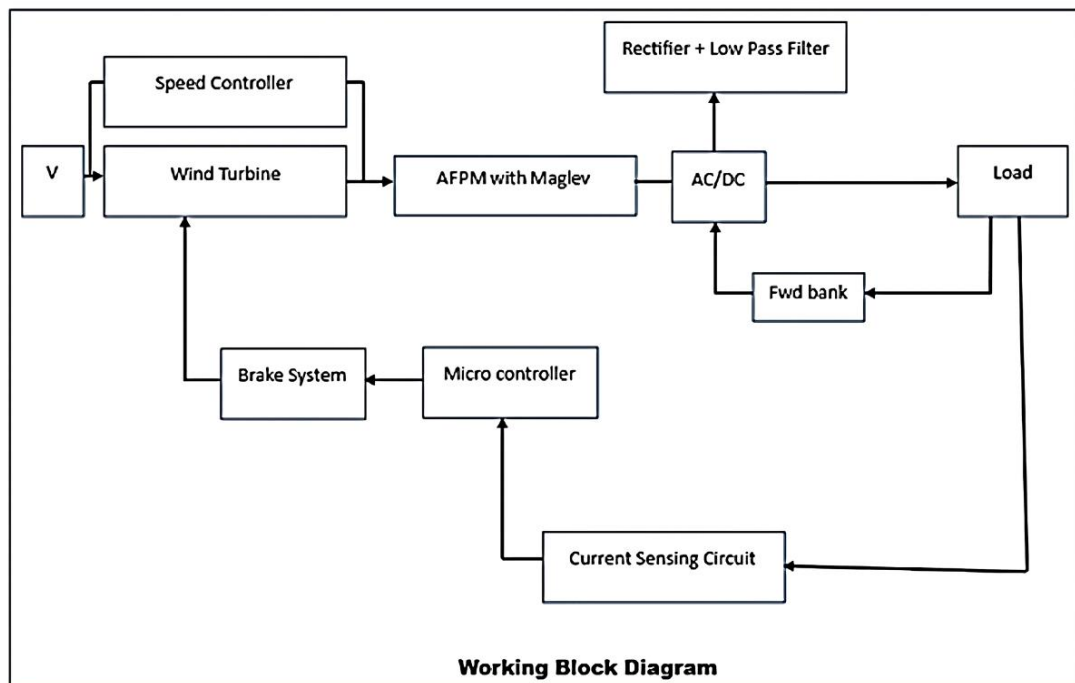 Rectifier + Low Pass Filter
Speed Controller
V
Wind Turbine
AFPM with Maglev
AC/DC
Load
Fwd bank
Brake System
Micro controller
Current Sensing Circuit
Working Block Diagram